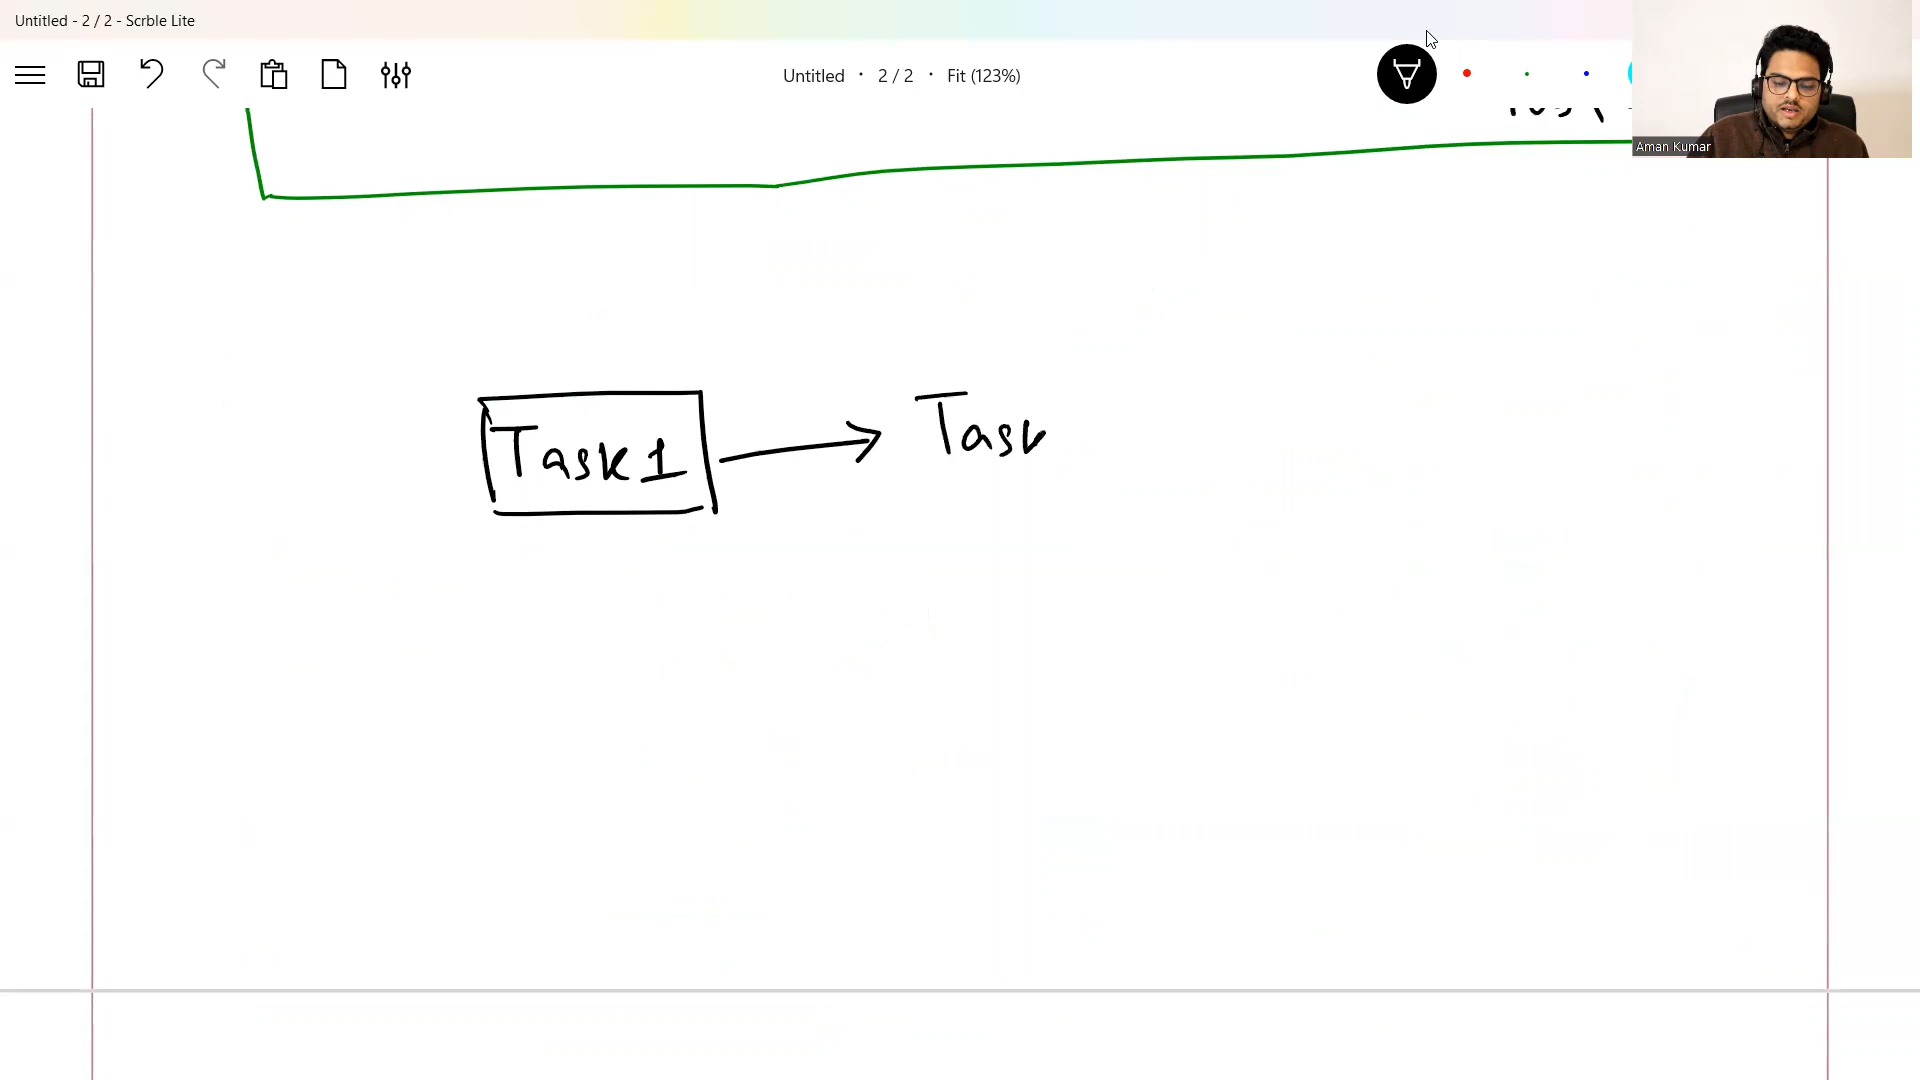 Untitled - 2 / 2 - Scrble Lite
Untitled • 2 / 2 • Fit (123%)
Aman Kumar
Task 1 → Task